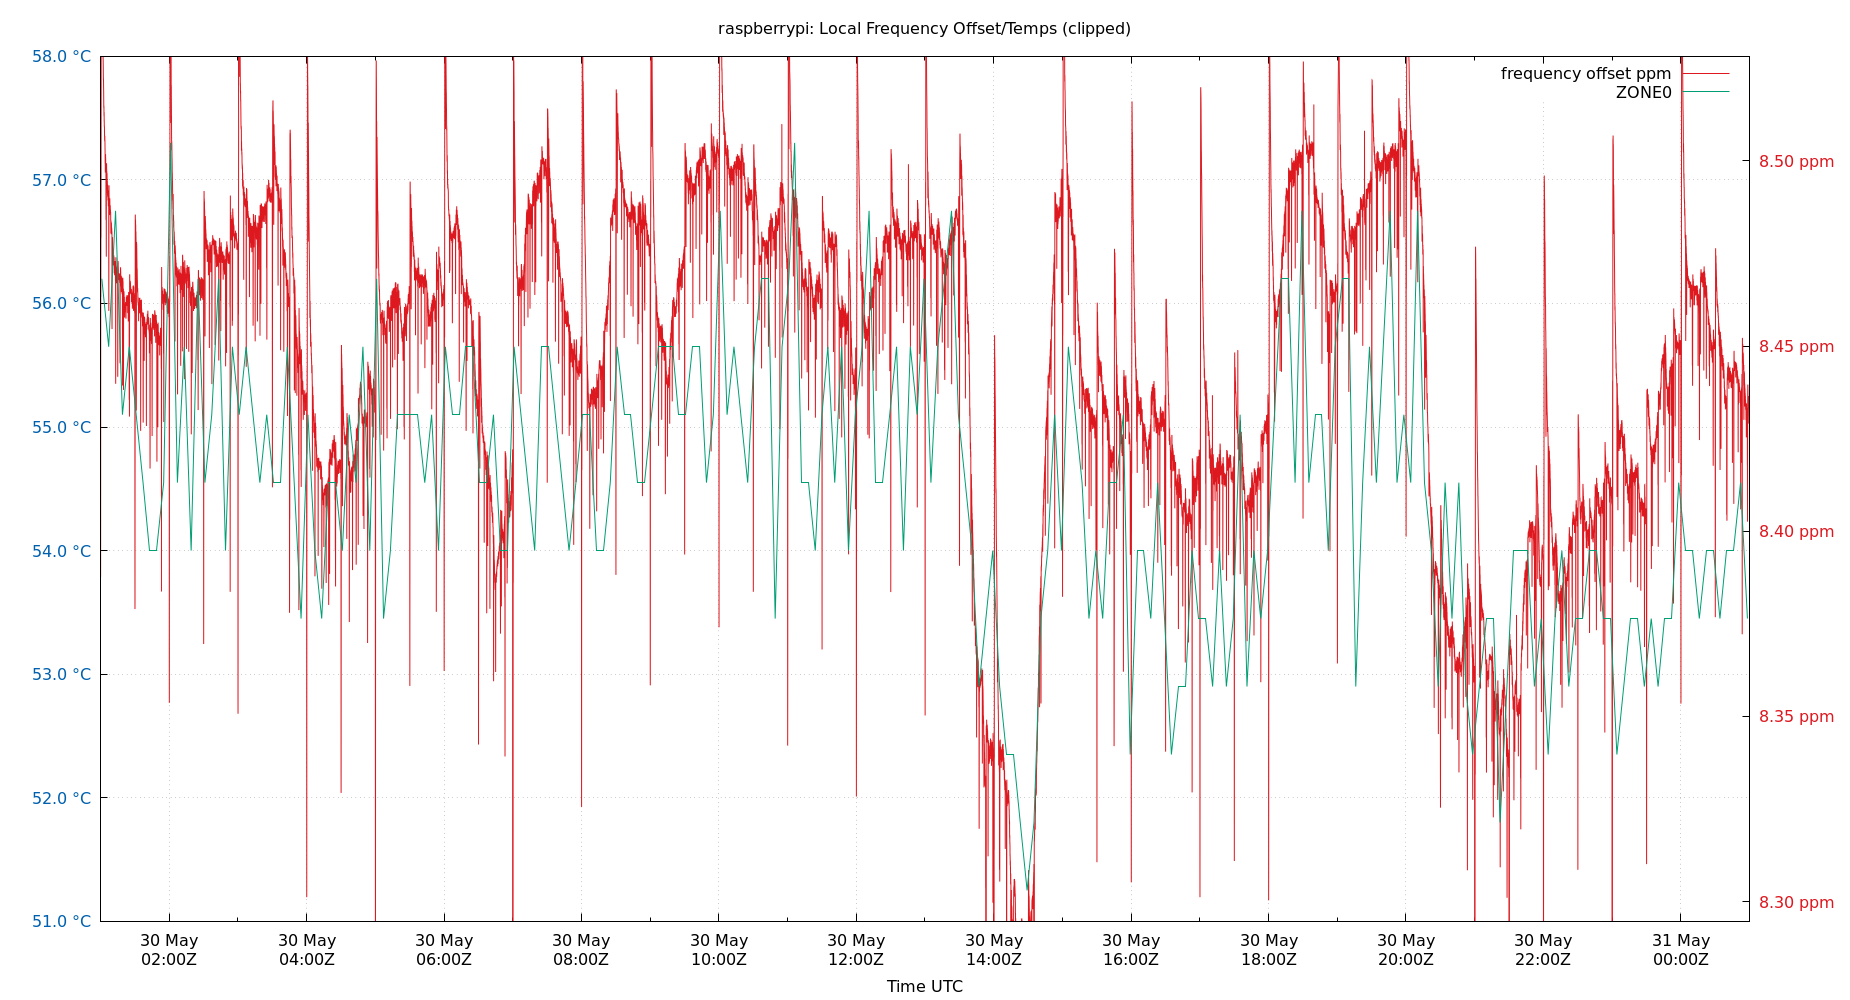 raspberrypi: Local Frequency Offset/Temps (clipped)
58.0 °C
57.0 °C
56.0 °C
55.0 °C
54.0 °C
53.0 °C
52.0 °C
51.0 °C
frequency offset ppm
ZONE0
8.50 ppm
8.45 ppm
8.40 ppm
8.35 ppm
8.30 ppm
30 May 30 May 30 May 30 May 30 May 30 May 30 May 30 May 30 May 30 May 30 May 31 May
02:00Z 04:00Z 06:00Z 08:00Z 10:00Z 12:00Z 14:00Z 16:00Z 18:00Z 20:00Z 22:00Z 00:00Z
Time UTC